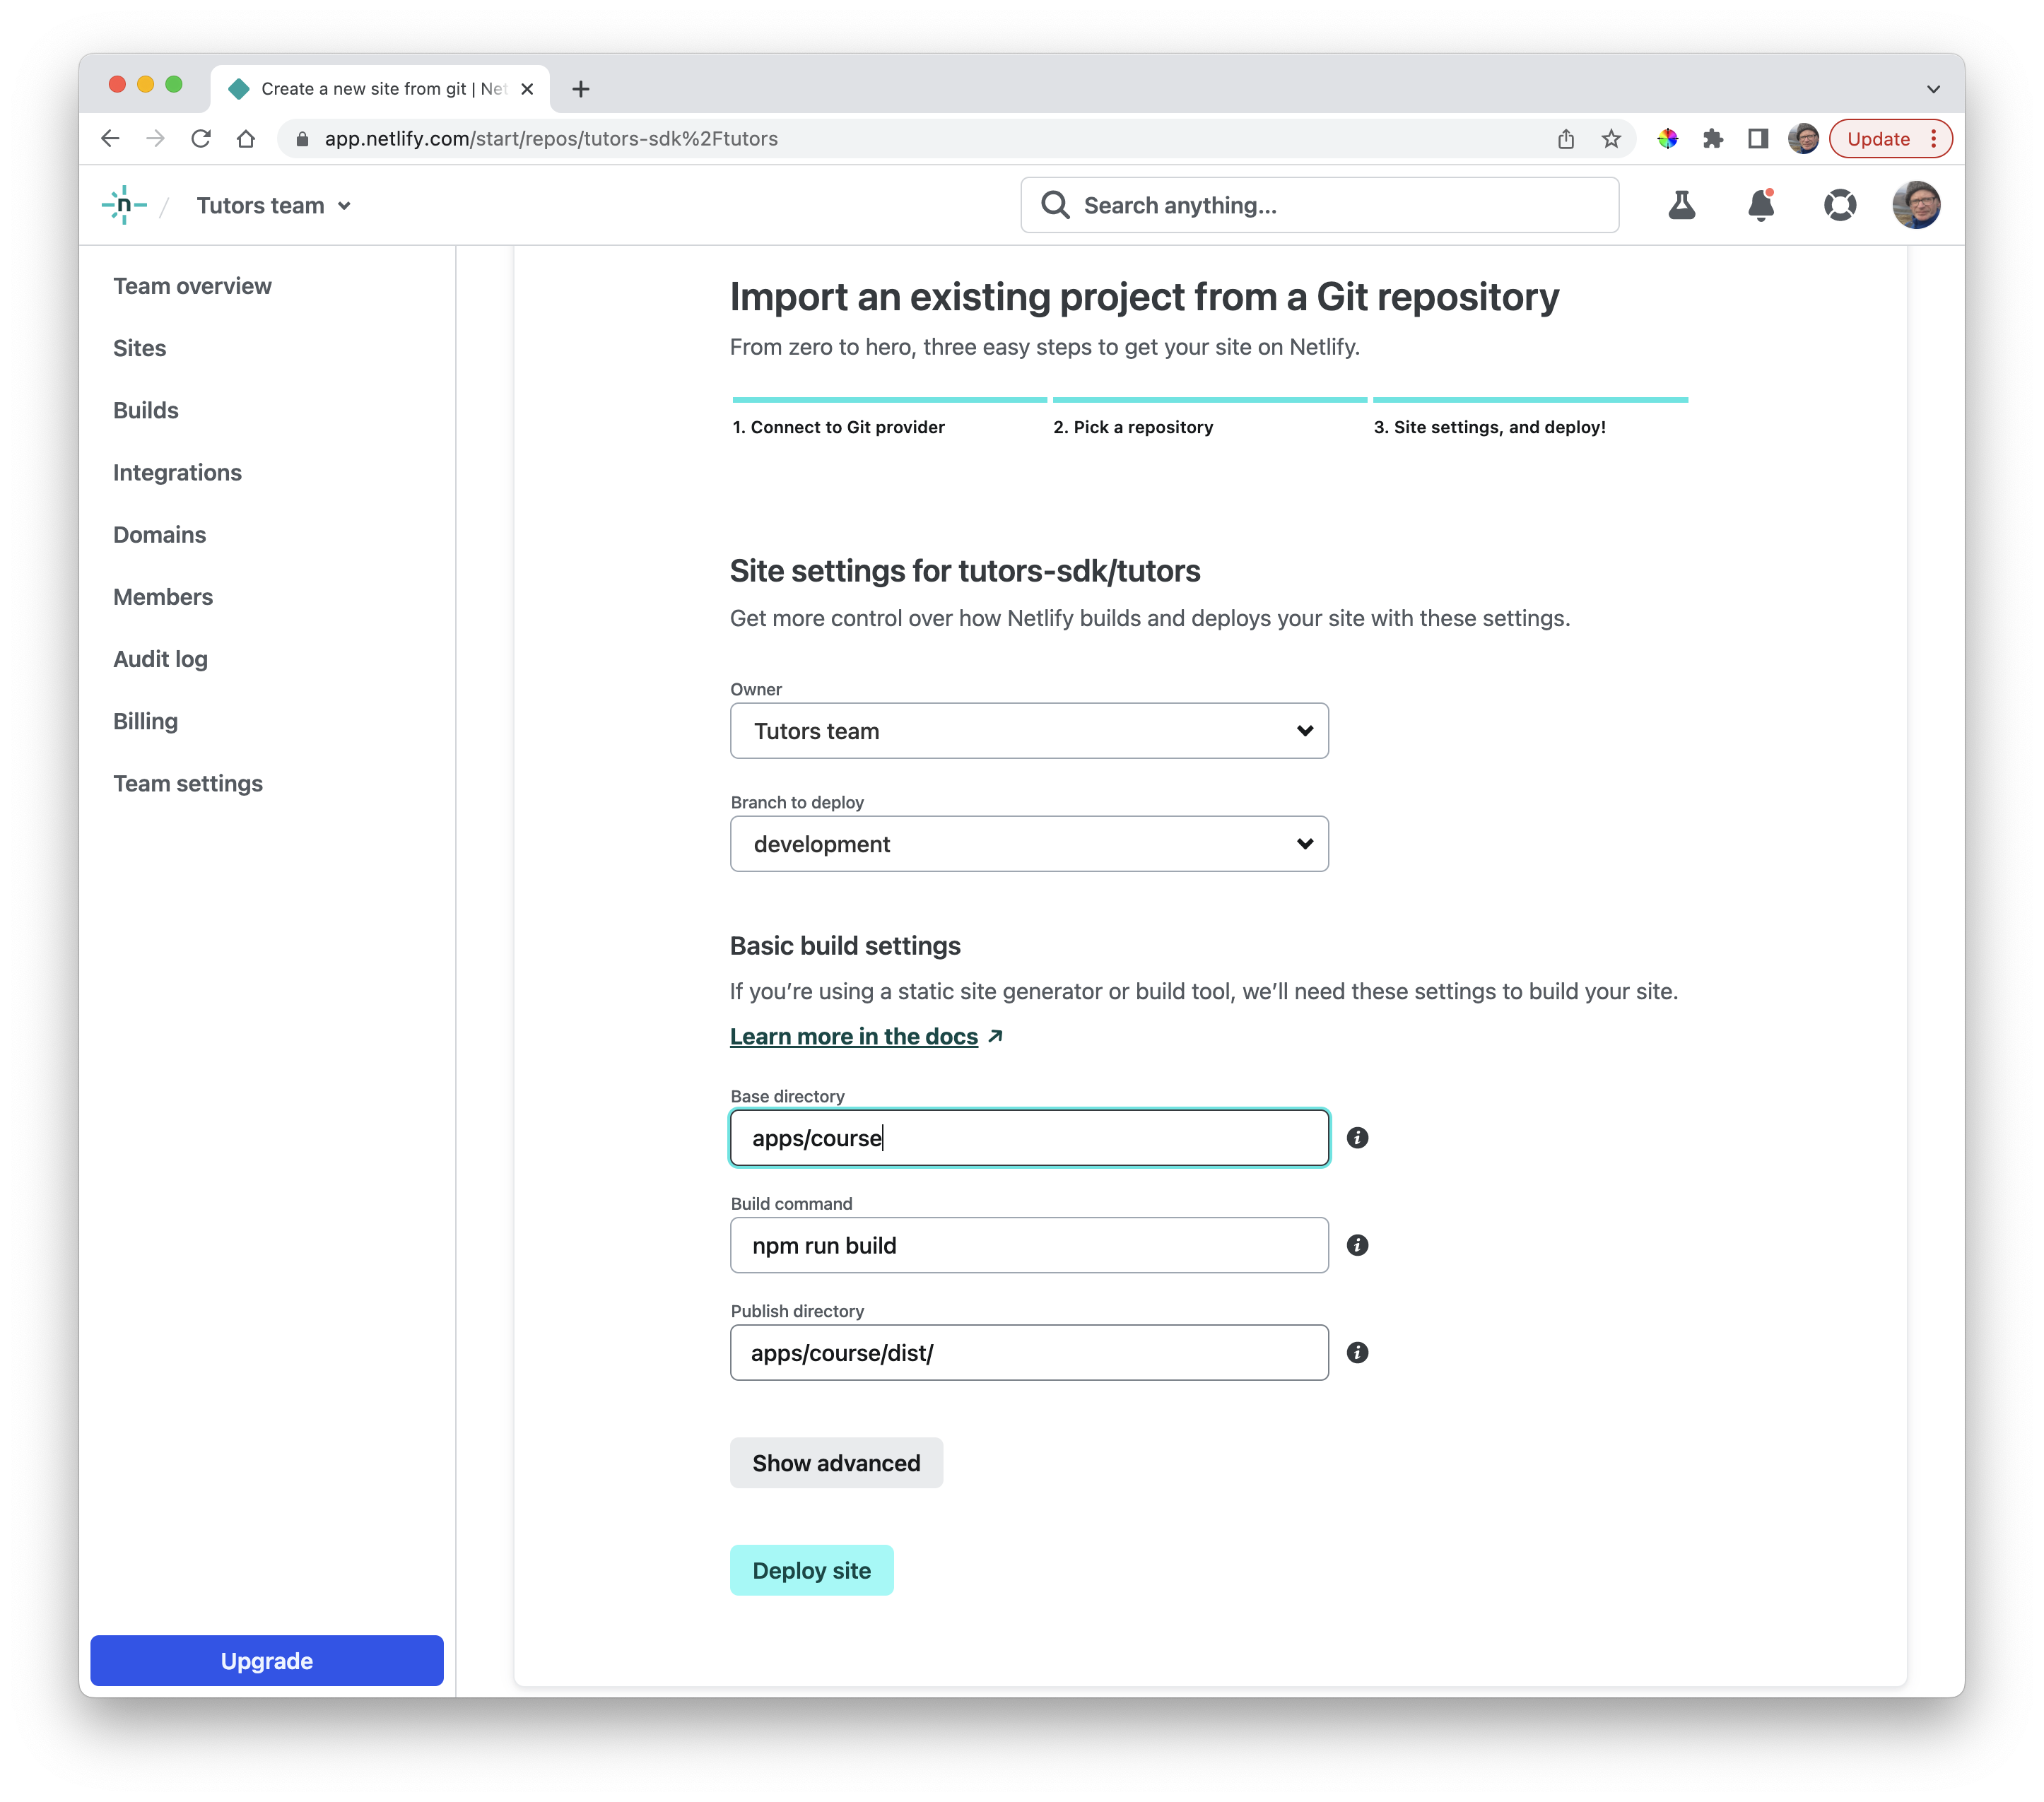 Create a new site from git | Net
app.netlify.com/start/repos/tutors-sdk%2Ftutors
Update
n
/
Tutors team
Search anything...
Team overview
Sites
Builds
Integrations
Domains
Members
Audit log
Billing
Team settings
Upgrade
Import an existing project from a Git repository
From zero to hero, three easy steps to get your site on Netlify.
1. Connect to Git provider
2. Pick a repository
3. Site settings, and deploy!
Site settings for tutors-sdk/tutors
Get more control over how Netlify builds and deploys your site with these settings.
Owner
Tutors team
Branch to deploy
development
Basic build settings
If you’re using a static site generator or build tool, we’ll need these settings to build your site.
Learn more in the docs
Base directory
apps/course
Build command
npm run build
Publish directory
apps/course/dist/
Show advanced
Deploy site